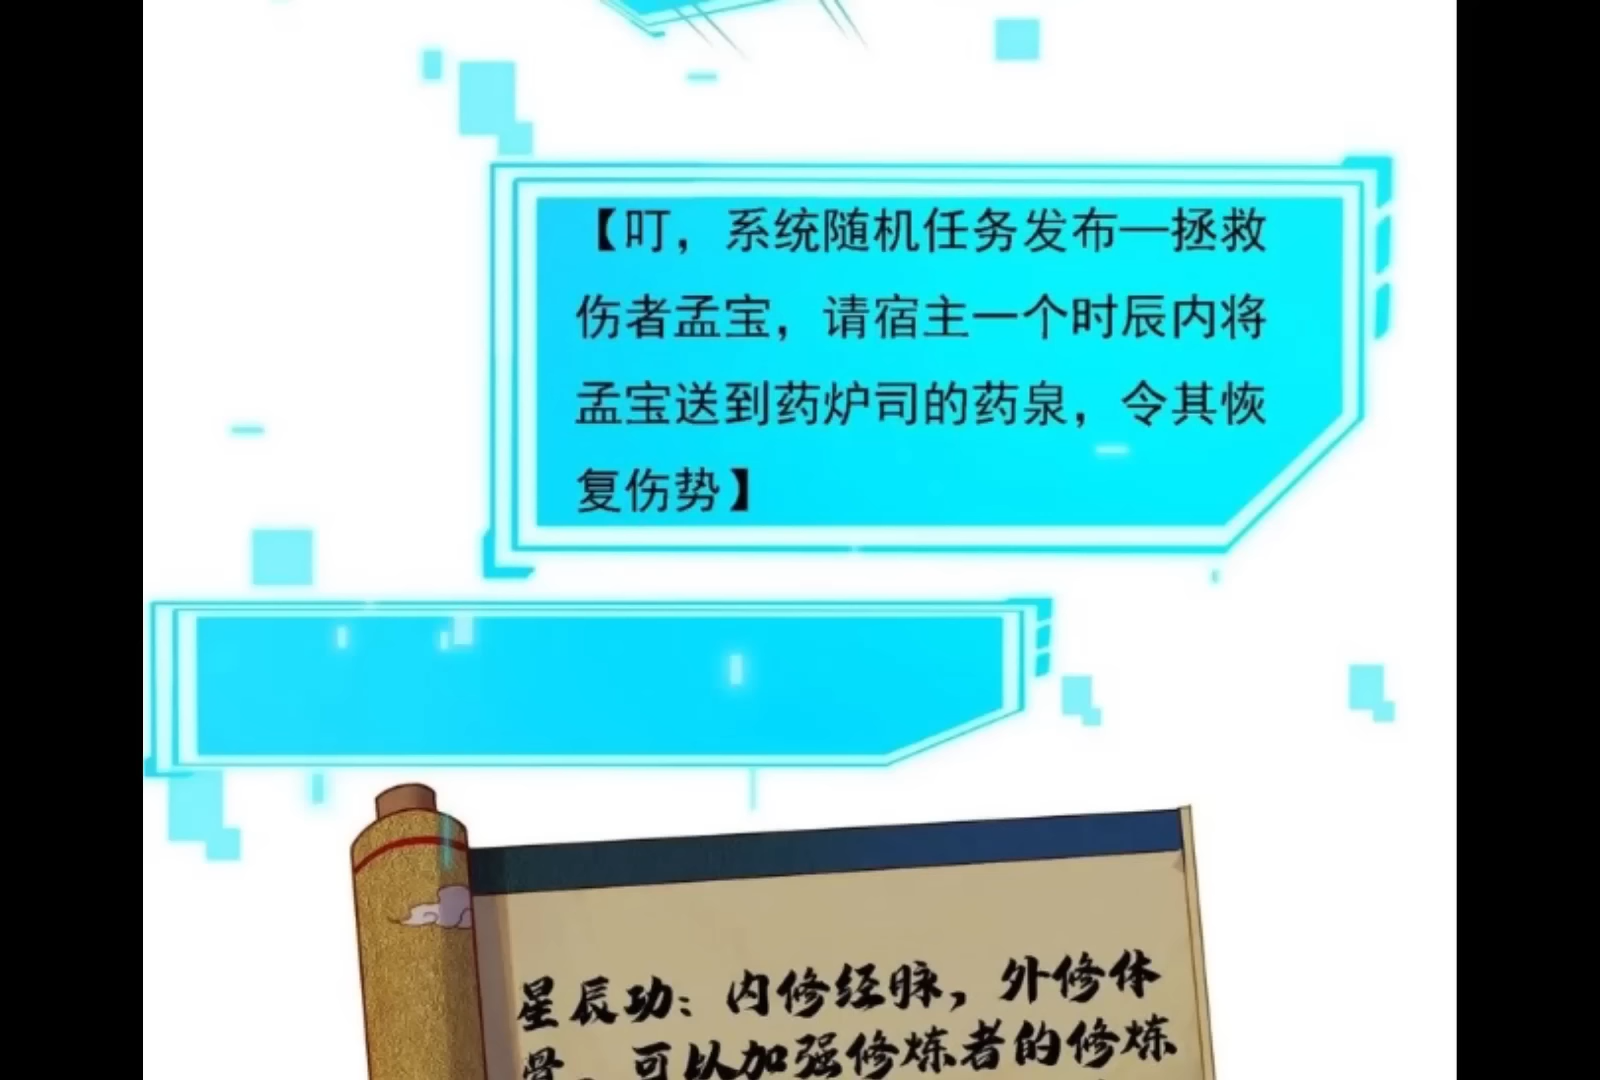 【叮，系统随机任务发布—拯救
伤者孟宝，请宿主一个时辰内将
孟宝送到药炉司的药泉，令其恢
复伤势】
星辰功：内修经脉，外修体
骨，可以加强修炼者的修炼